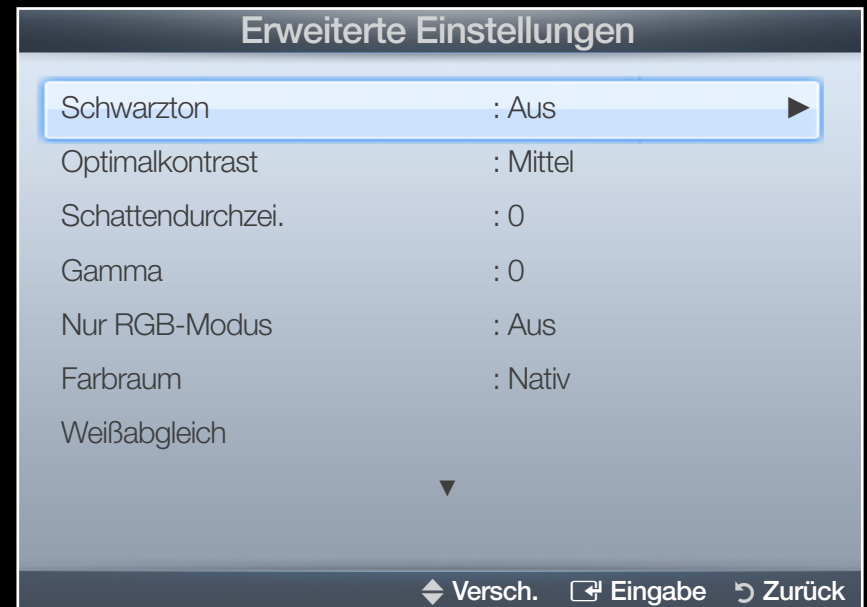 Erweiterte Einstellungen
Schwarzton : Aus ►
Optimalkontrast : Mittel
Schattendurchzei. : 0
Gamma : 0
Nur RGB-Modus : Aus
Farbraum : Nativ
Weißabgleich
▼
Versch. Eingabe Zurück